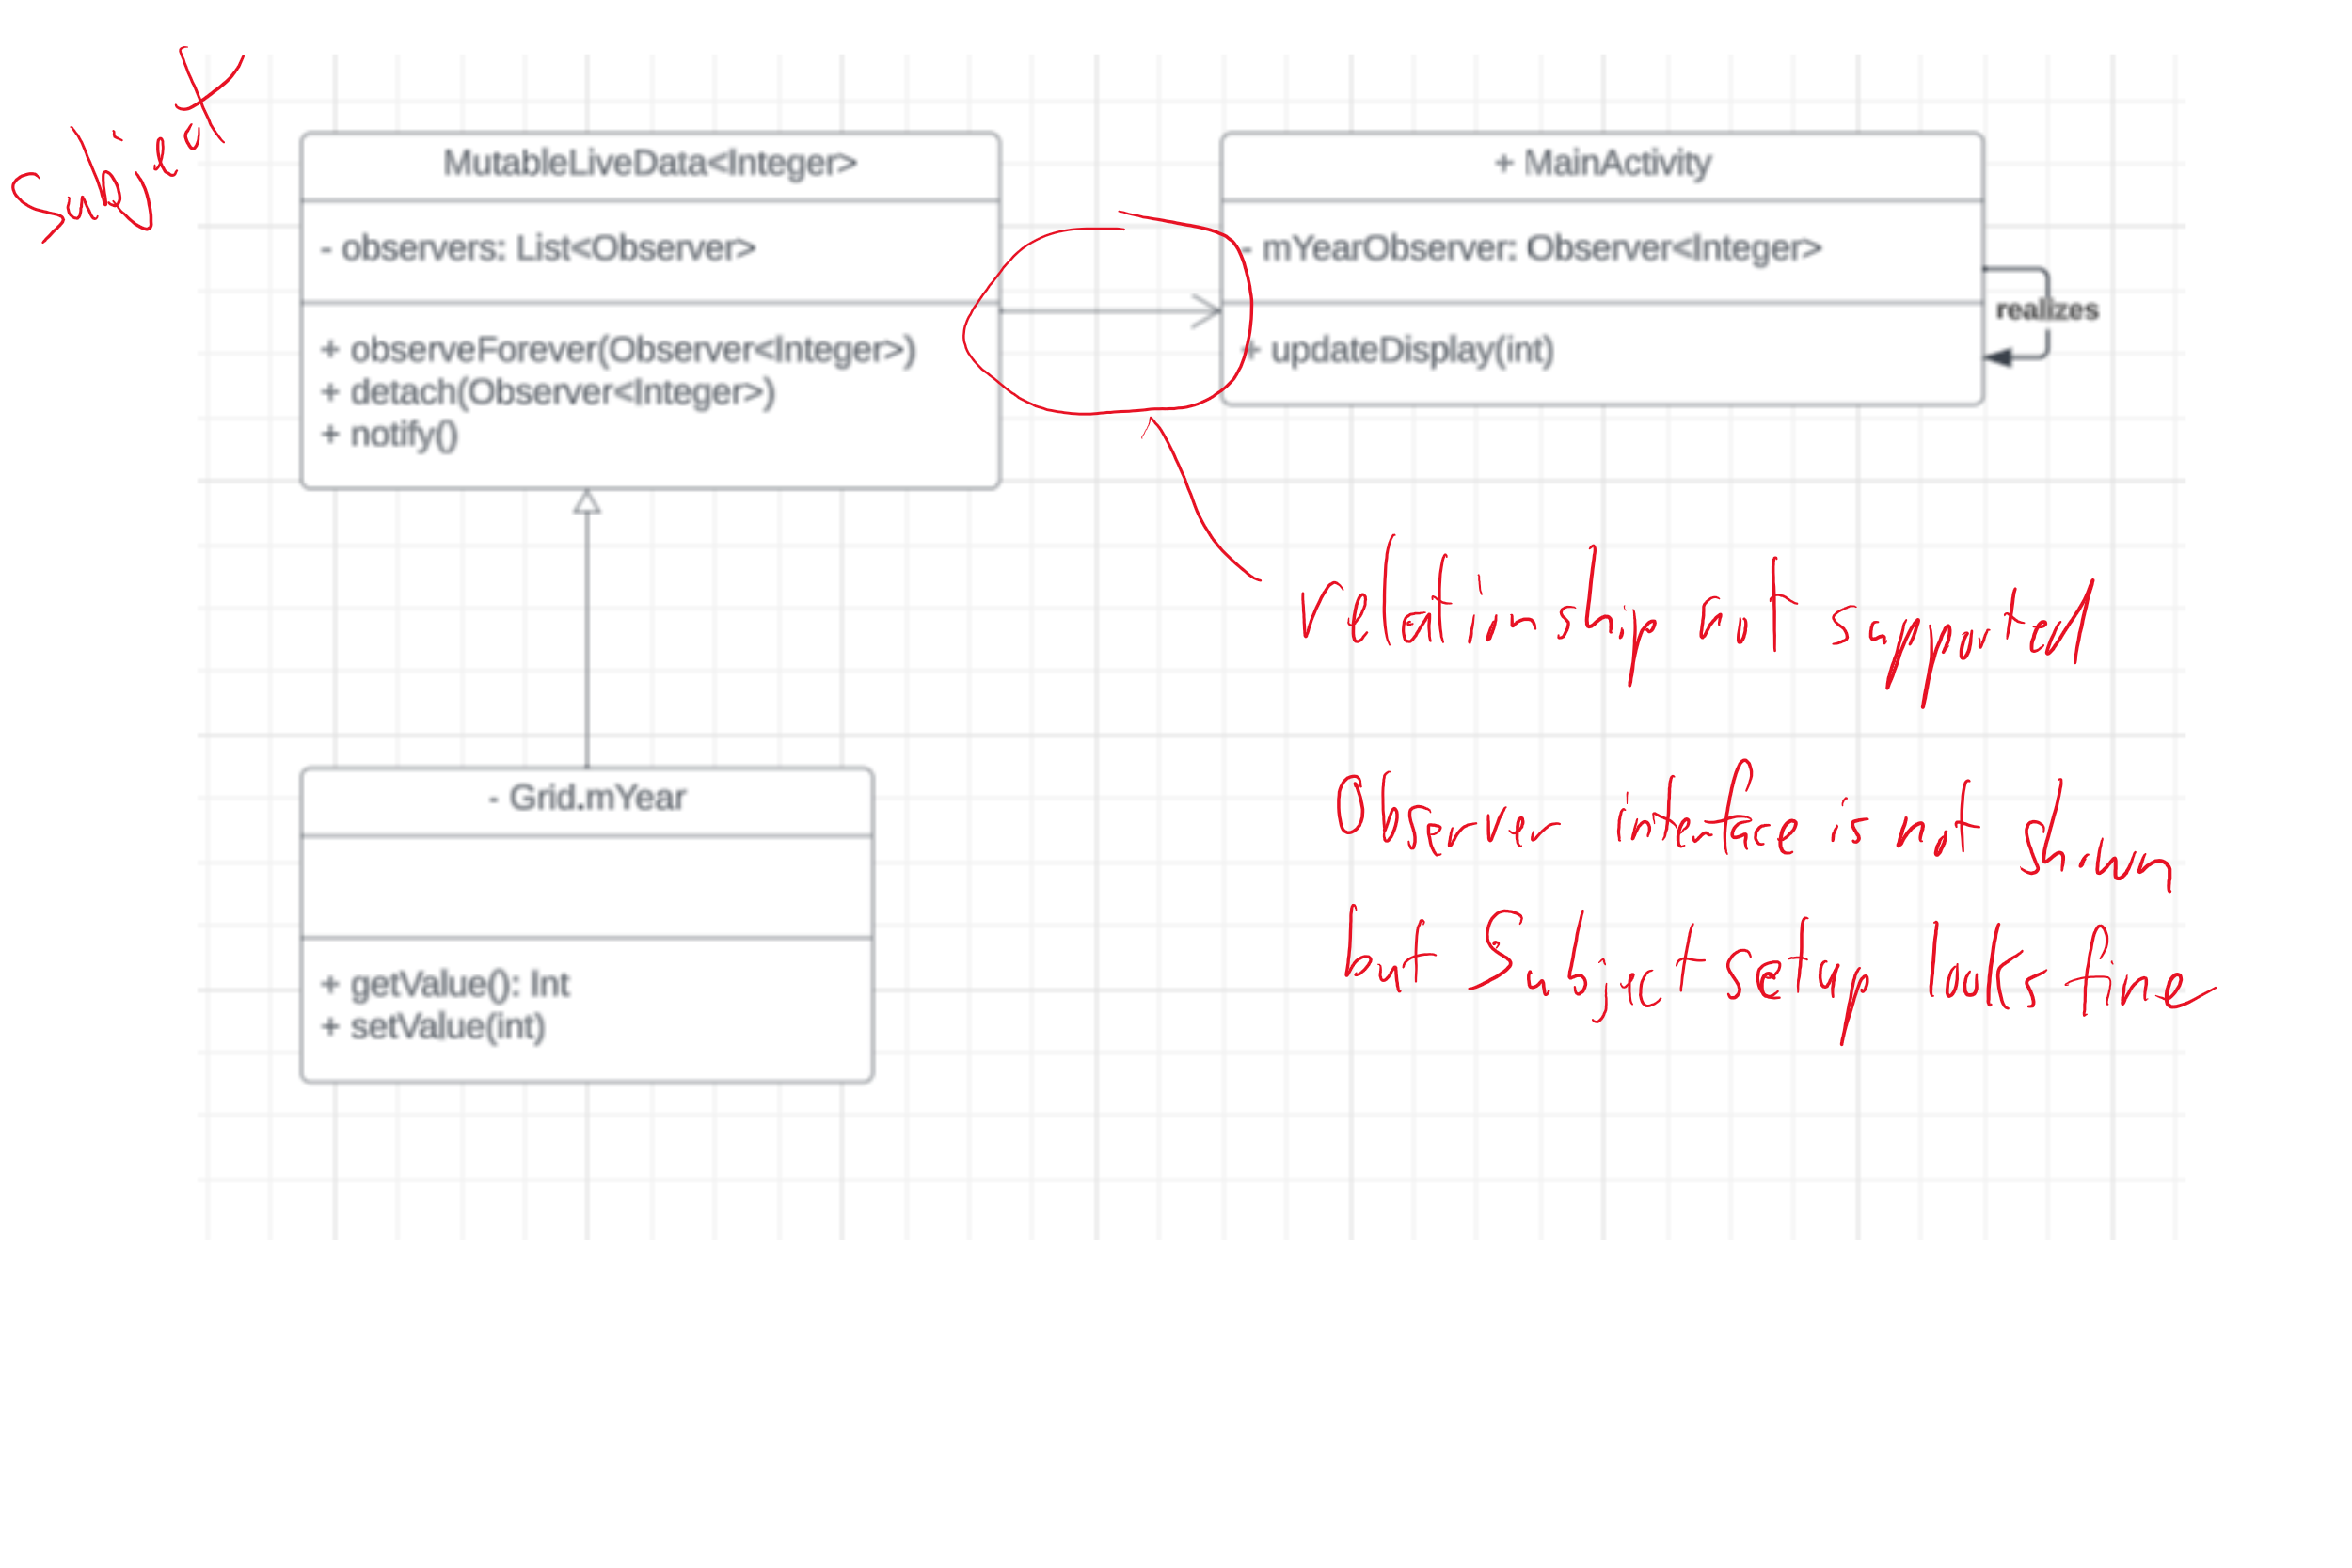 Subject
MutableLiveData<Integer>
- observers: List<Observer>
+ observeForever(Observer<Integer>)
+ detach(Observer<Integer>)
+ notify()
+ MainActivity
- mYearObserver: Observer<Integer>
+ updateDisplay(int)
realizes
relationship not supported
- Grid.mYear
+ getValue(): Int
+ setValue(int)
Observer interface is not shown
but Subject setup looks fine